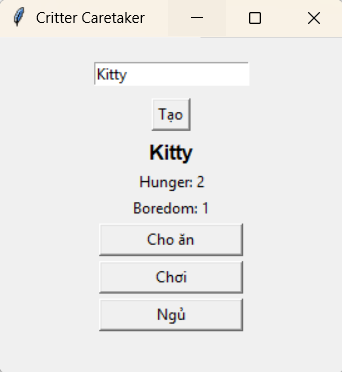 Critter Caretaker
Kitty
Tạo
Kitty
Hunger: 2
Boredom: 1
Cho ăn
Chơi
Ngủ